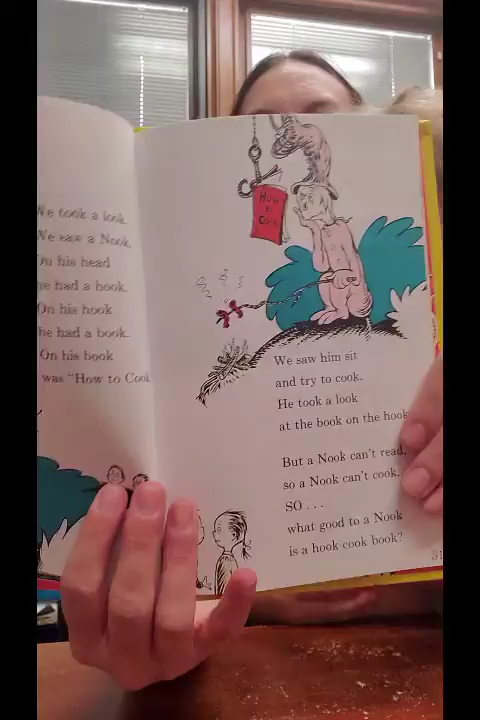 We took a look.
We saw a Nook.
On his head
he had a hook.
On his hook
he had a book.
On his book
was "How to Cook
How
to
Cook
We saw him sit
and try to cook.
He took a look
at the book on the hook
But a Nook can't read,
so a Nook can't cook.
SO . . .
what good to a Nook
is a hook cook book?
31